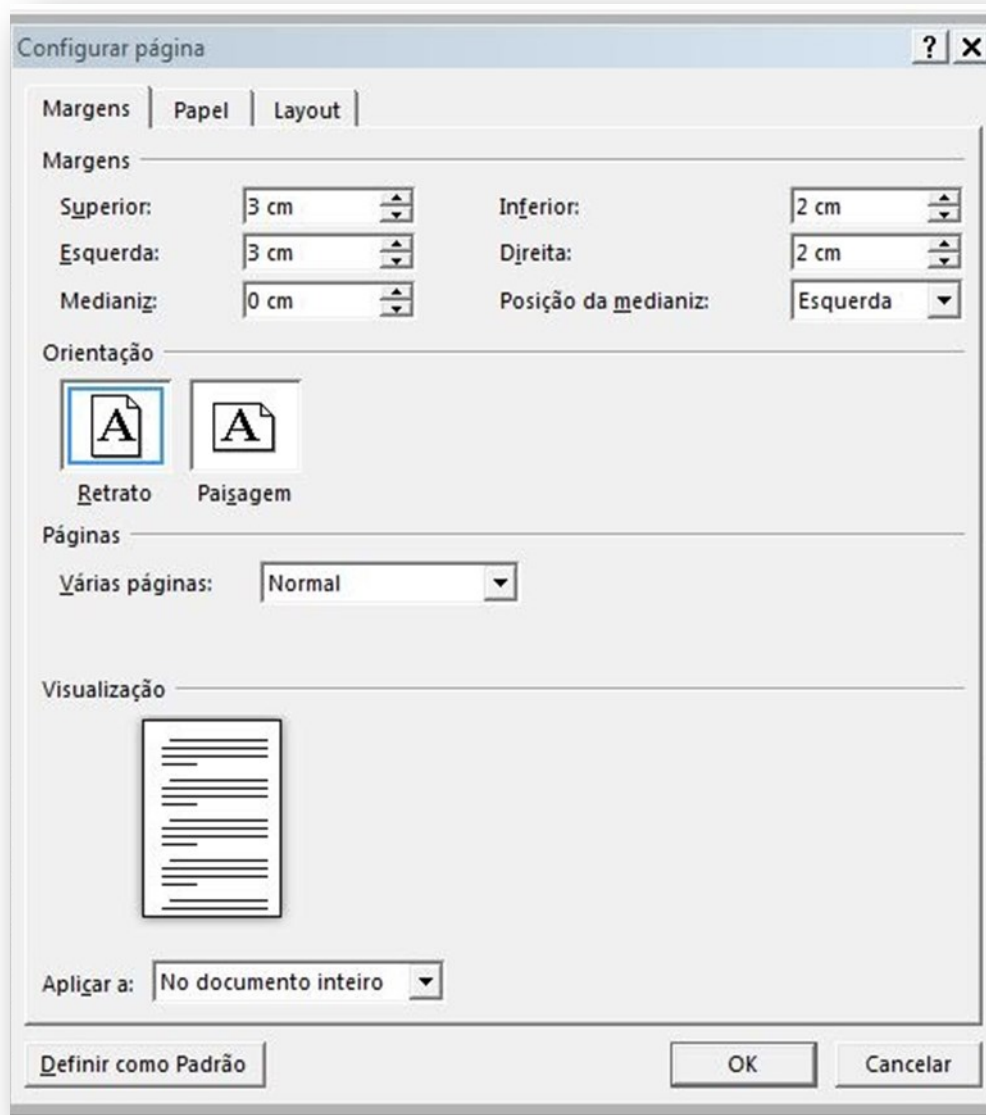 Configurar página ? X
Margens Papel Layout
Margens
Superior: 3 cm Inferior: 2 cm
Esquerda: 3 cm Direita: 2 cm
Medianiz: 0 cm Posição da medianiz: Esquerda
Orientação
A A
Retrato Paisagem
Páginas
Várias páginas: Normal
Visualização
Aplicar a: No documento inteiro
Definir como Padrão OK Cancelar